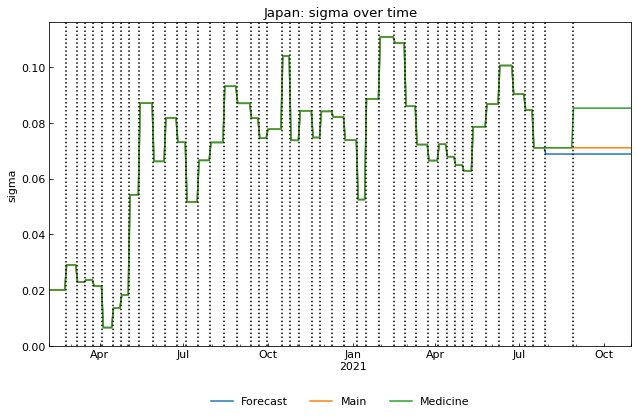 Japan: sigma over time
sigma
0.10
0.08
0.06
0.04
0.02
0.00
Apr Jul Oct Jan Apr Jul Oct
2021
Forecast Main Medicine